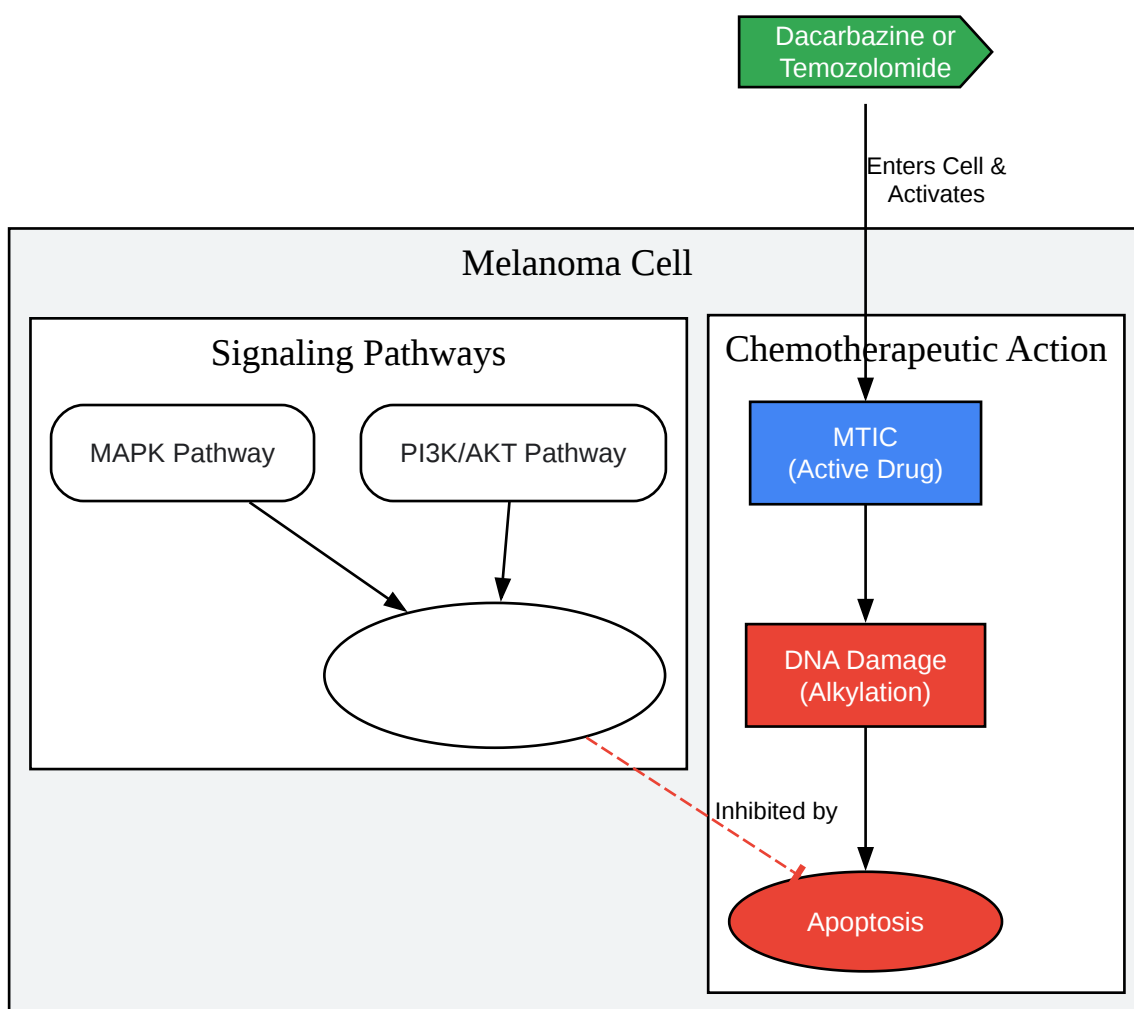 Dacarbazine or
Temozolomide
Enters Cell &
Activates
Melanoma Cell
Signaling Pathways
Chemotherapeutic Action
MAPK Pathway
PI3K/AKT Pathway
MTIC
(Active Drug)
DNA Damage
(Alkylation)
Inhibited by
Apoptosis